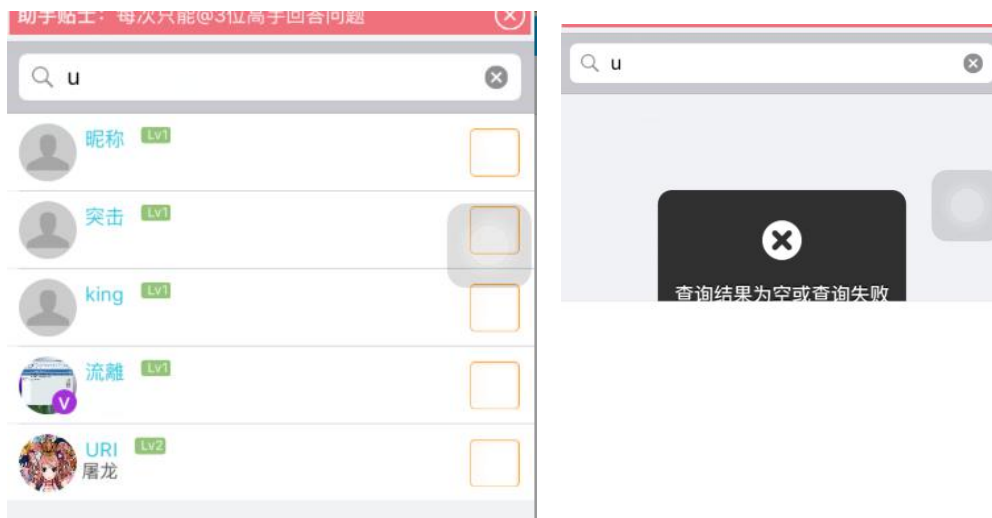 助手贴士：每次只能@3位高手回答问题
u
昵称 Lv1
突击 Lv1
king Lv1
流離 Lv1
V
URI Lv2
屠龙
u
查询结果为空或查询失败